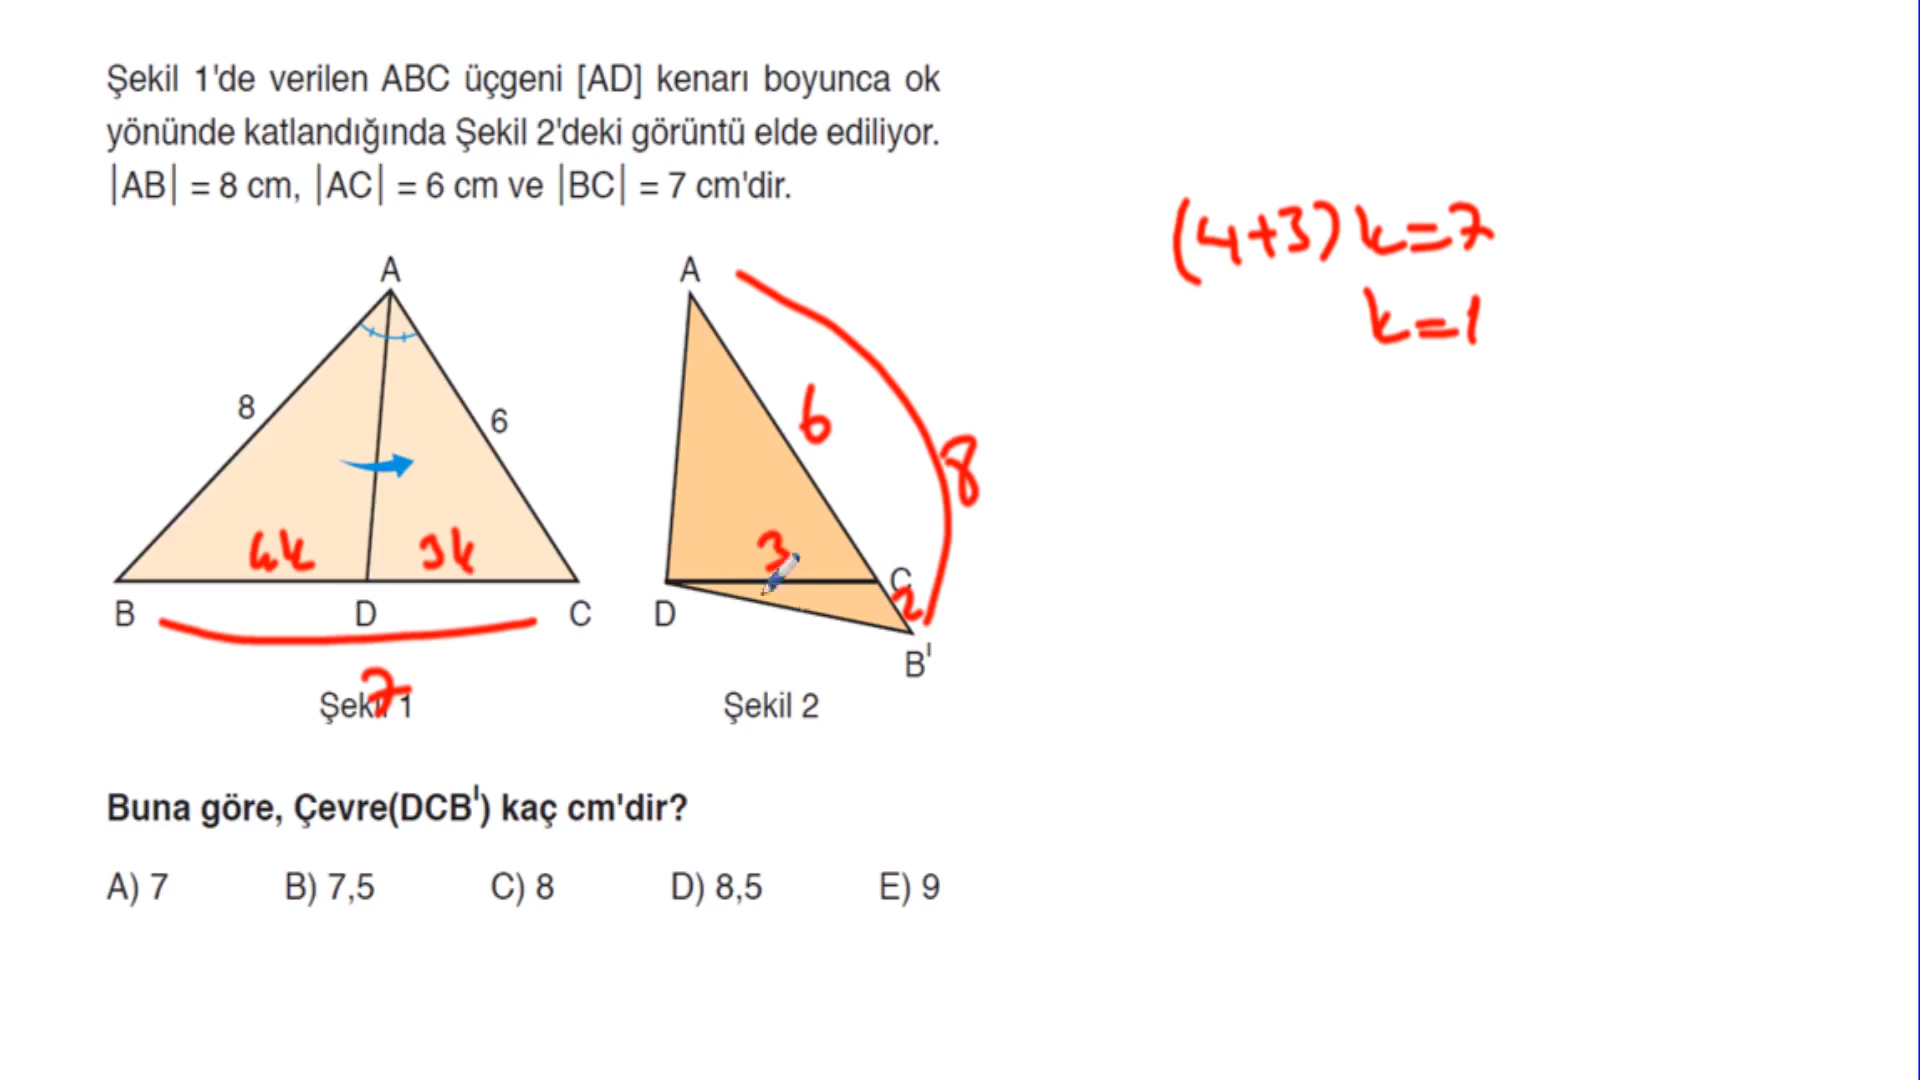 Şekil 1'de verilen ABC üçgeni [AD] kenarı boyunca ok
yönünde katlandığında Şekil 2'deki görüntü elde ediliyor.
|AB| = 8 cm, |AC| = 6 cm ve |BC| = 7 cm'dir.
(4+3)k=7
k=1
A
8
6
4k
3k
B
D
C
7
Şekil 1
A
6
8
3
C
2
D
B'
Şekil 2
Buna göre, Çevre(DCB') kaç cm'dir?
A) 7 B) 7,5 C) 8 D) 8,5 E) 9